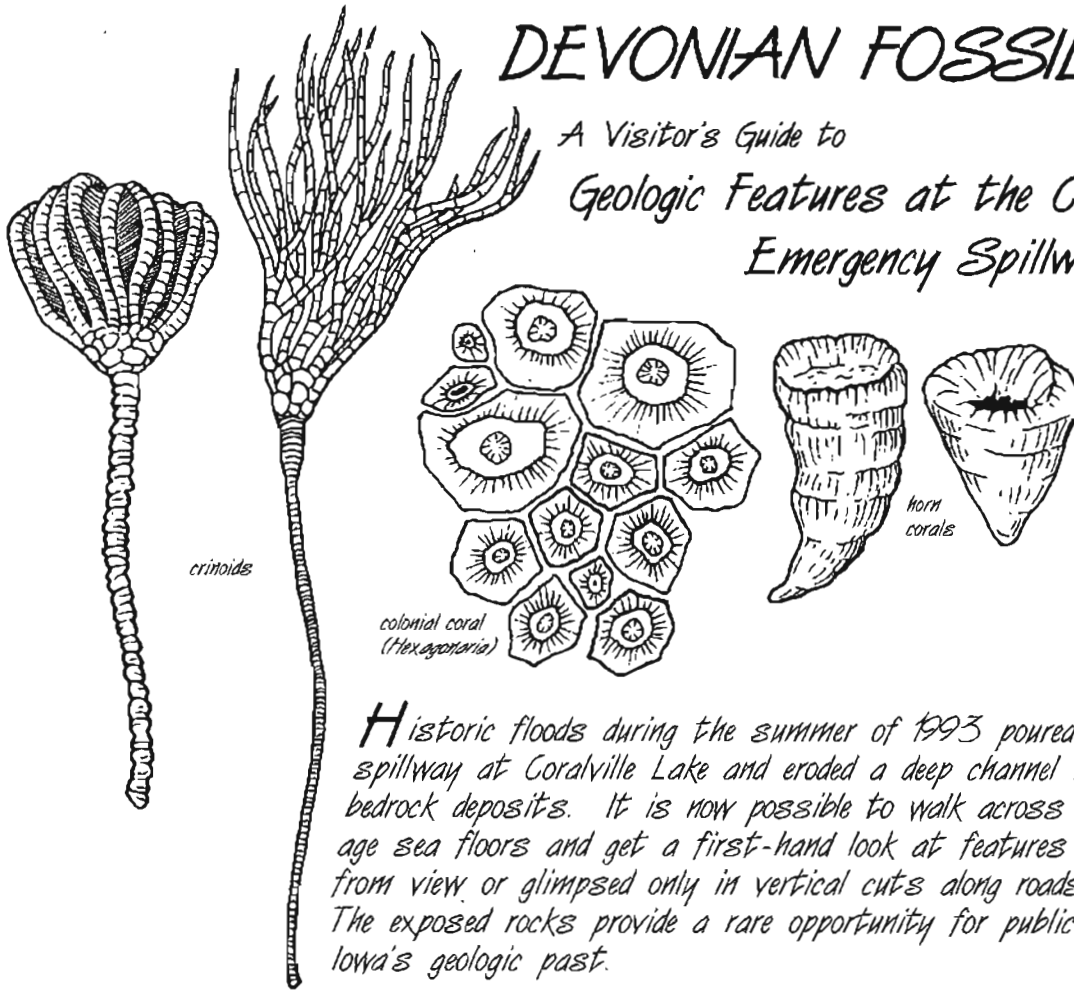 DEVONIAN FOSSIL
A Visitor's Guide to
Geologic Features at the C
Emergency Spillw
crinoids
horn
corals
colonial coral
(Hexagonaria)
Historic floods during the summer of 1993 poured
spillway at Coralville Lake and eroded a deep channel
bedrock deposits. It is now possible to walk across
age sea floors and get a first-hand look at features
from view or glimpsed only in vertical cuts along roads
The exposed rocks provide a rare opportunity for public
Iowa's geologic past.